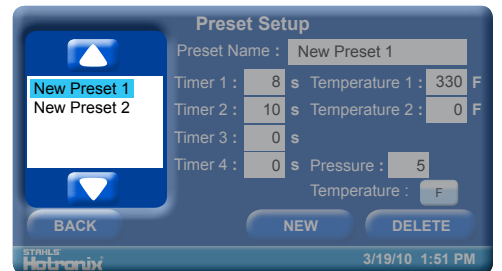 Preset Setup
Preset Name : New Preset 1
New Preset 1
New Preset 2
Timer 1 : 8 s Temperature 1 : 330 F
Timer 2 : 10 s Temperature 2 : 0 F
Timer 3 : 0 s
Timer 4 : 0 s Pressure : 5
Temperature : F
BACK NEW DELETE
STAHLS'
Hotronix
3/19/10 1:51 PM